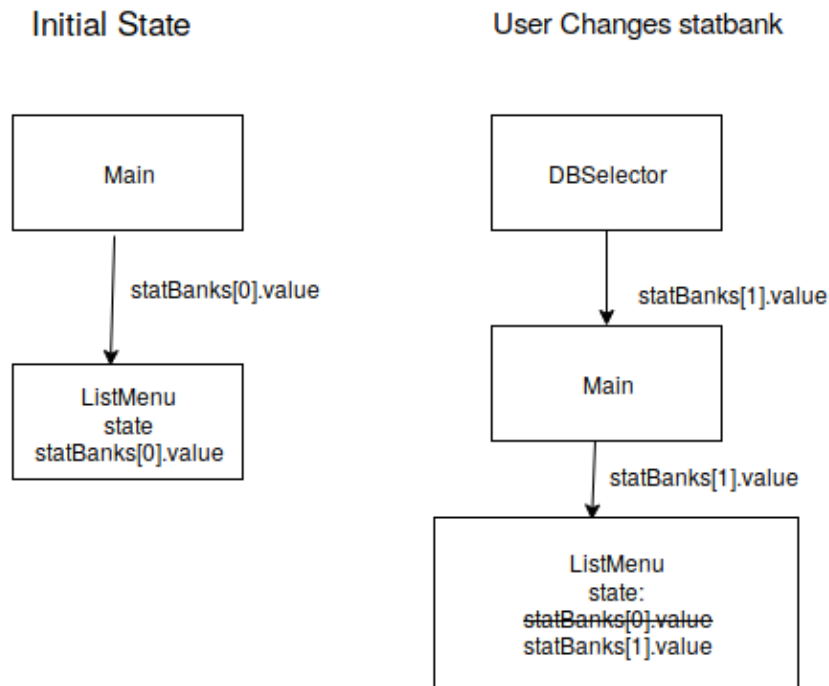 Initial State
Main
statBanks[0].value
ListMenu
state
statBanks[0].value
User Changes statbank
DBSelector
statBanks[1].value
Main
statBanks[1].value
ListMenu
state:
statBanks[0].value
statBanks[1].value